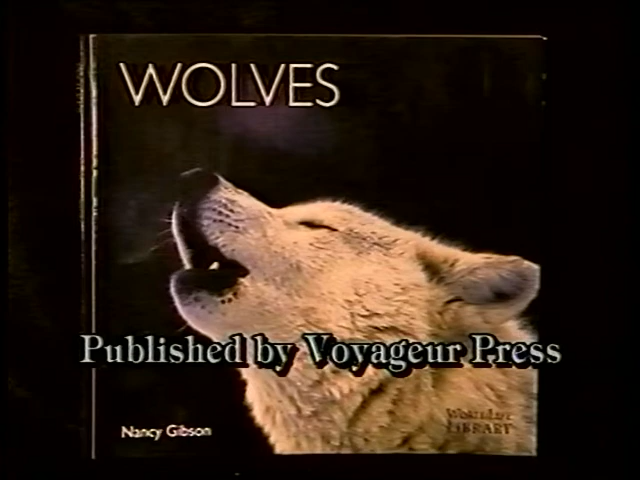 WOLVES
Published by Voyageur Press
Nancy Gibson
WORLDLIFE
LIBRARY